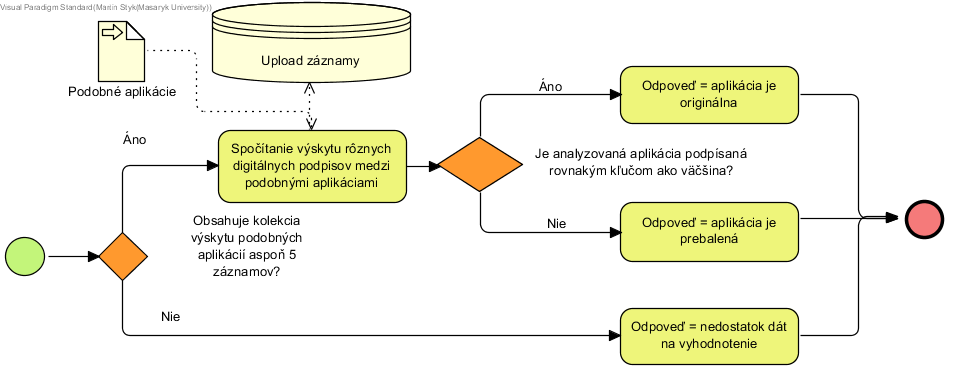 Visual Paradigm Standard(Martin Styk(Masaryk University))
Upload záznamy
Podobné aplikácie
Áno
Odpoveď = aplikácia je
originálna
Áno
Spočítanie výskytu rôznych
digitálnych podpisov medzi
podobnými aplikáciami
Je analyzovaná aplikácia podpísaná
rovnakým kľučom ako väčšina?
Obsahuje kolekcia
výskytu podobných
aplikácií aspoň 5
záznamov?
Nie
Odpoveď = aplikácia je
prebalená
Nie
Odpoveď = nedostatok dát
na vyhodnotenie